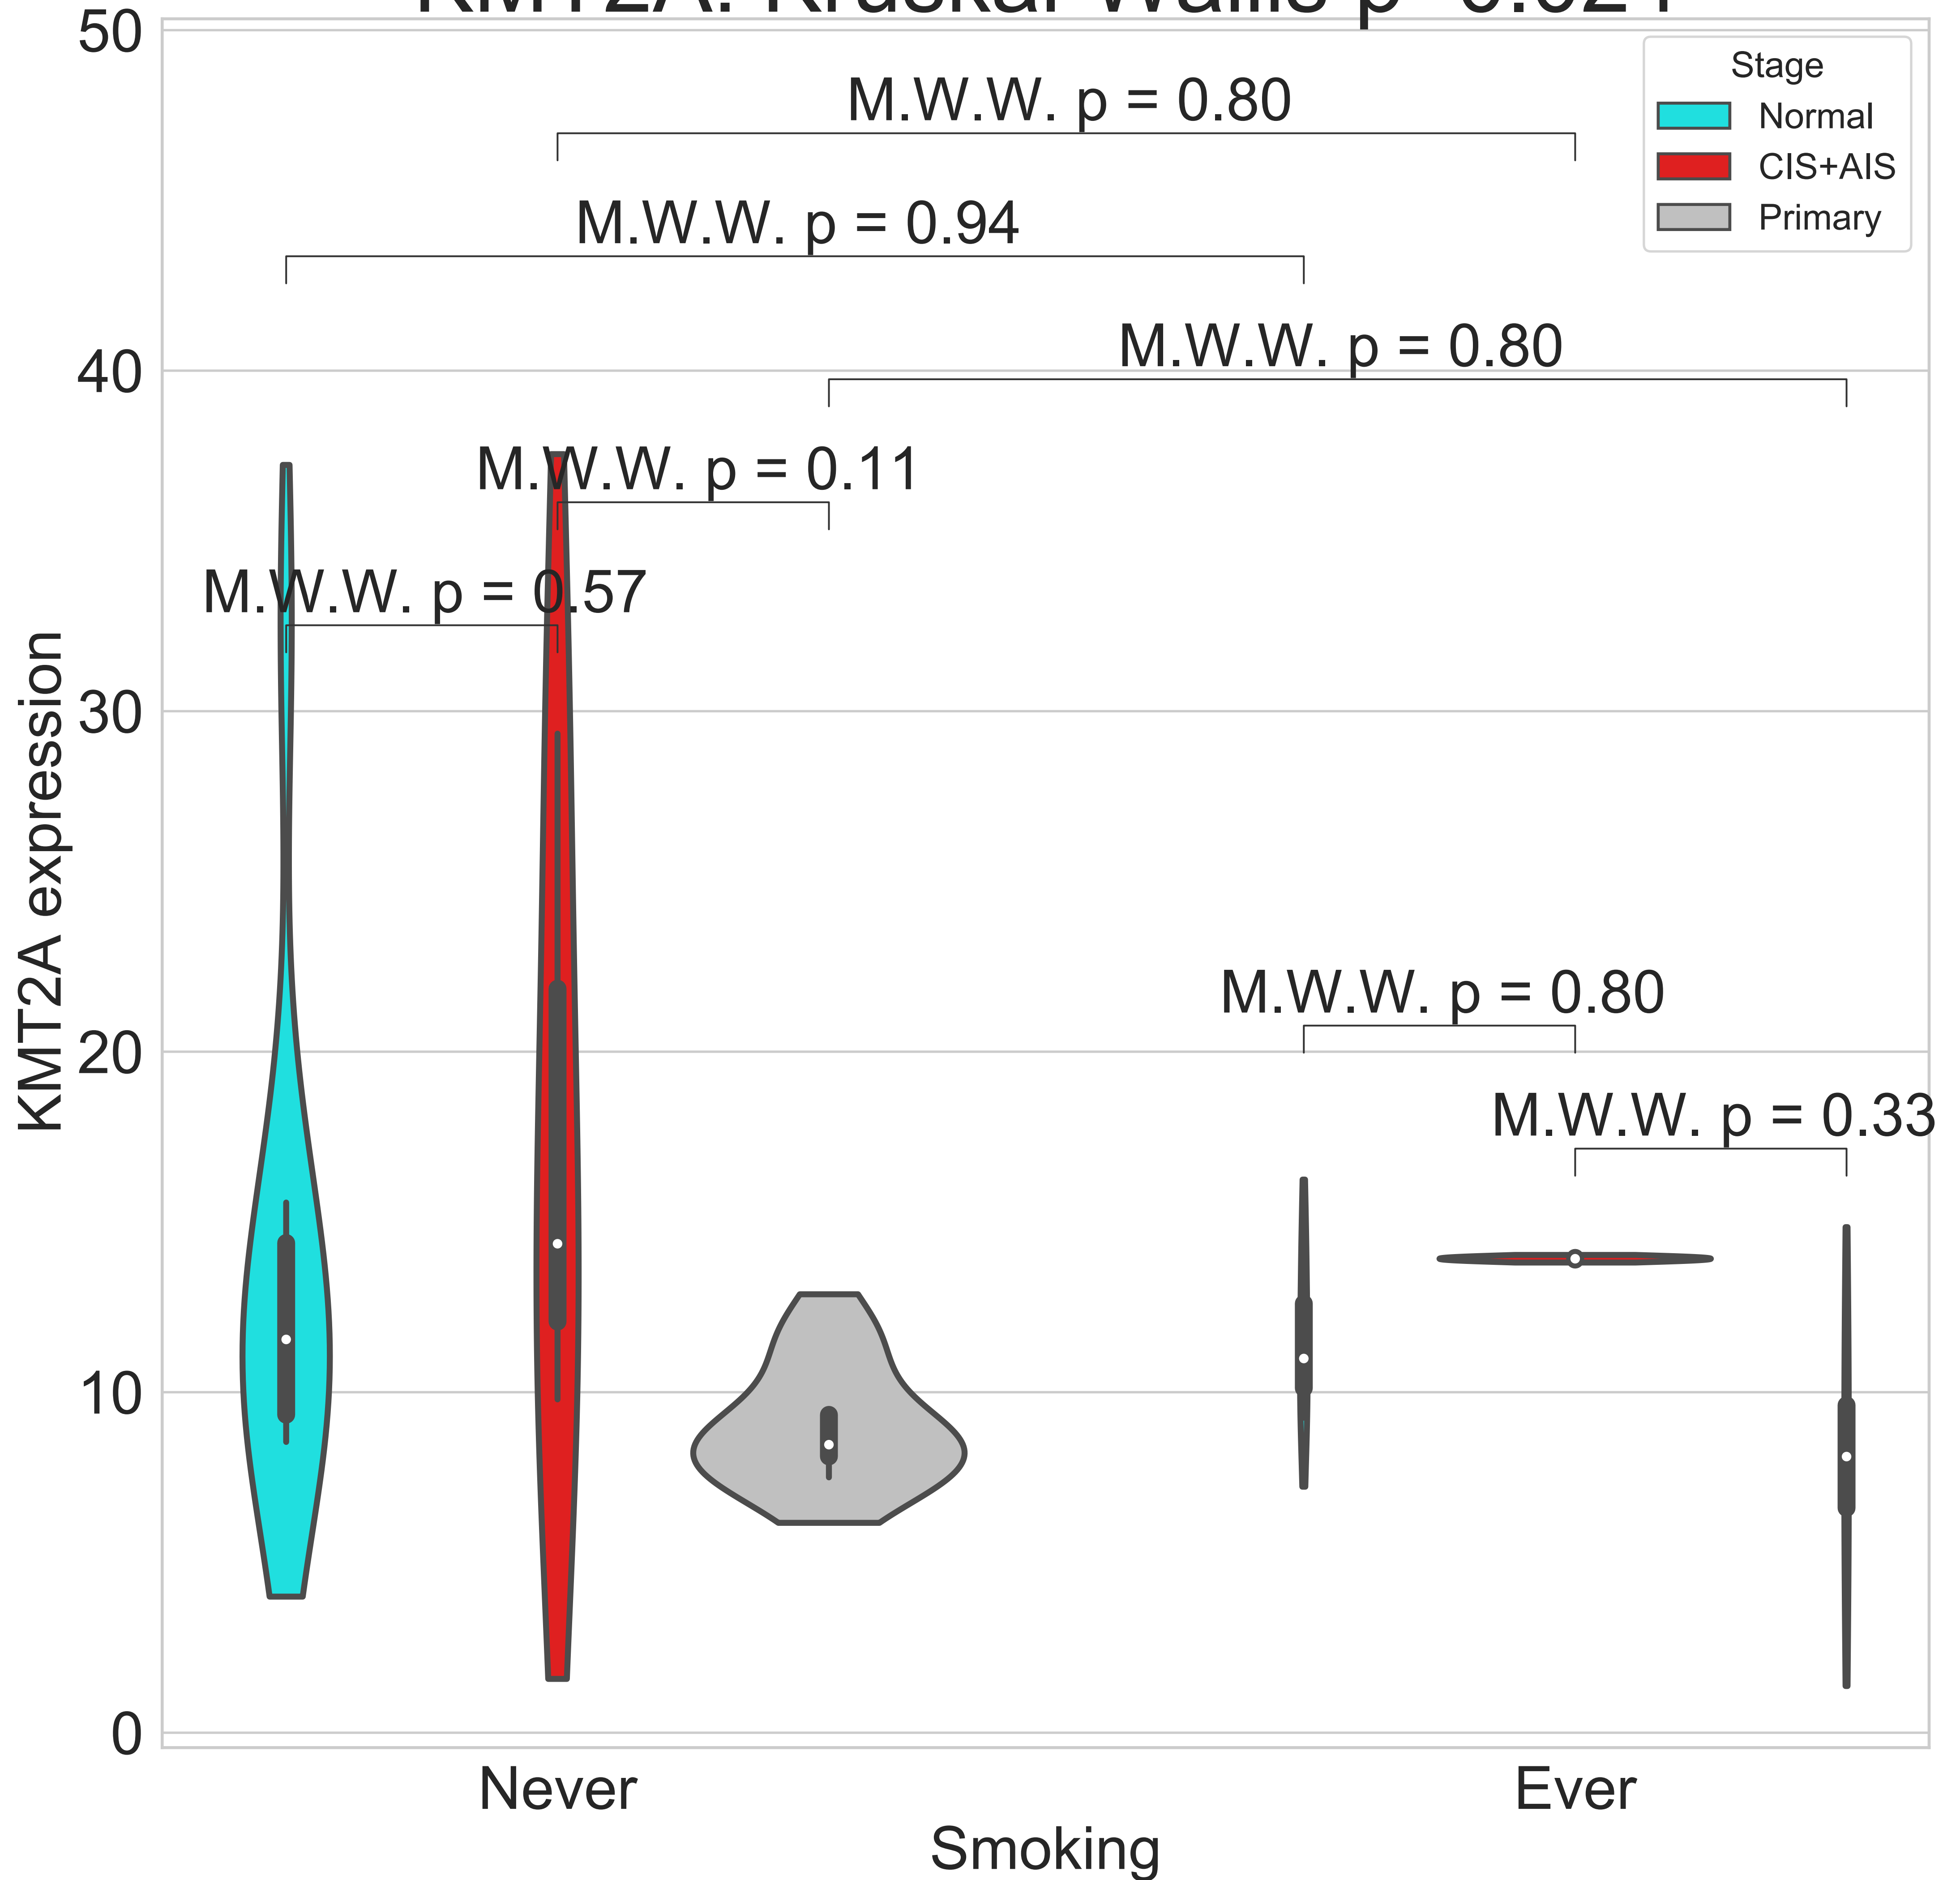 50
Stage
Normal
CIS+AIS
Primary
M.W.W. p = 0.80
M.W.W. p = 0.94
M.W.W. p = 0.80
40
M.W.W. p = 0.11
M.W.W. p = 0.57
30
KMT2A expression
M.W.W. p = 0.80
20
M.W.W. p = 0.33
10
0
Never
Ever
Smoking